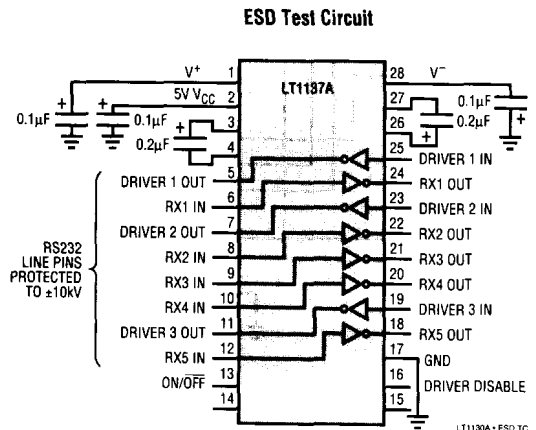 ESD Test Circuit
LT1137A
V+ 1
5V VCC 2
3
4
0.1µF
+
0.1µF
+
0.2µF
+
28 V−
27
26
0.1µF
+
0.2µF
+
DRIVER 1 OUT 5
RX1 IN 6
DRIVER 2 OUT 7
RX2 IN 8
RX3 IN 9
RX4 IN 10
DRIVER 3 OUT 11
RX5 IN 12
ON/OFF 13
14
RS232
LINE PINS
PROTECTED
TO ±10kV
25 DRIVER 1 IN
24 RX1 OUT
23 DRIVER 2 IN
22 RX2 OUT
21 RX3 OUT
20 RX4 OUT
19 DRIVER 3 IN
18 RX5 OUT
17 GND
16 DRIVER DISABLE
15
LT1130A • ESD TC